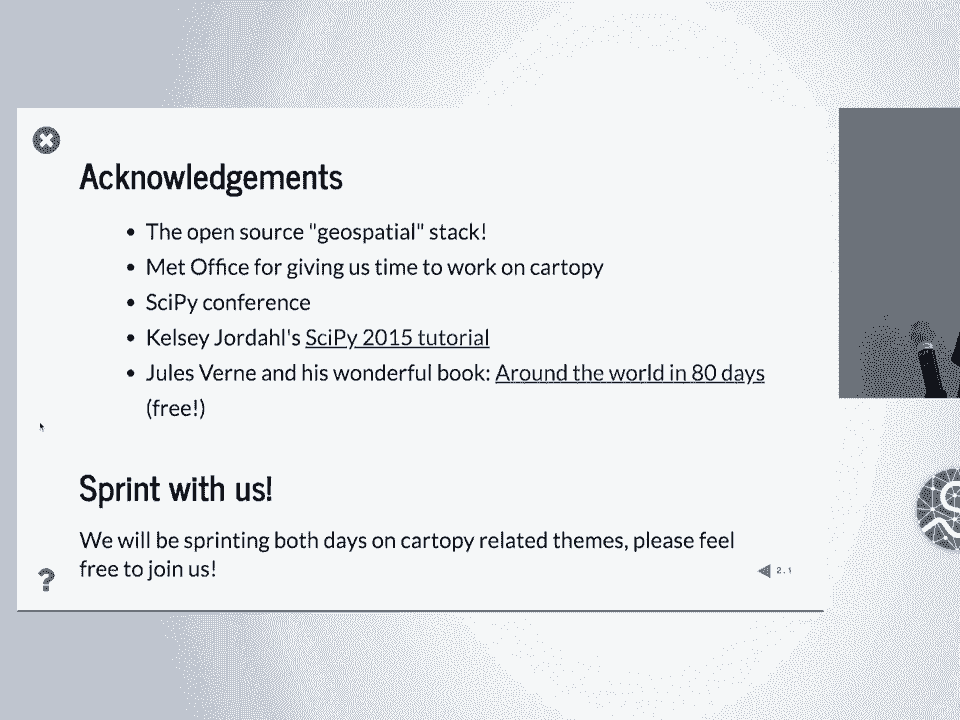 Acknowledgements
The open source "geospatial" stack!
Met Office for giving us time to work on cartopy
SciPy conference
Kelsey Jordahl's SciPy 2015 tutorial
Jules Verne and his wonderful book: Around the world in 80 days
(free!)
Sprint with us!
We will be sprinting both days on cartopy related themes, please feel
free to join us!
?
2.1